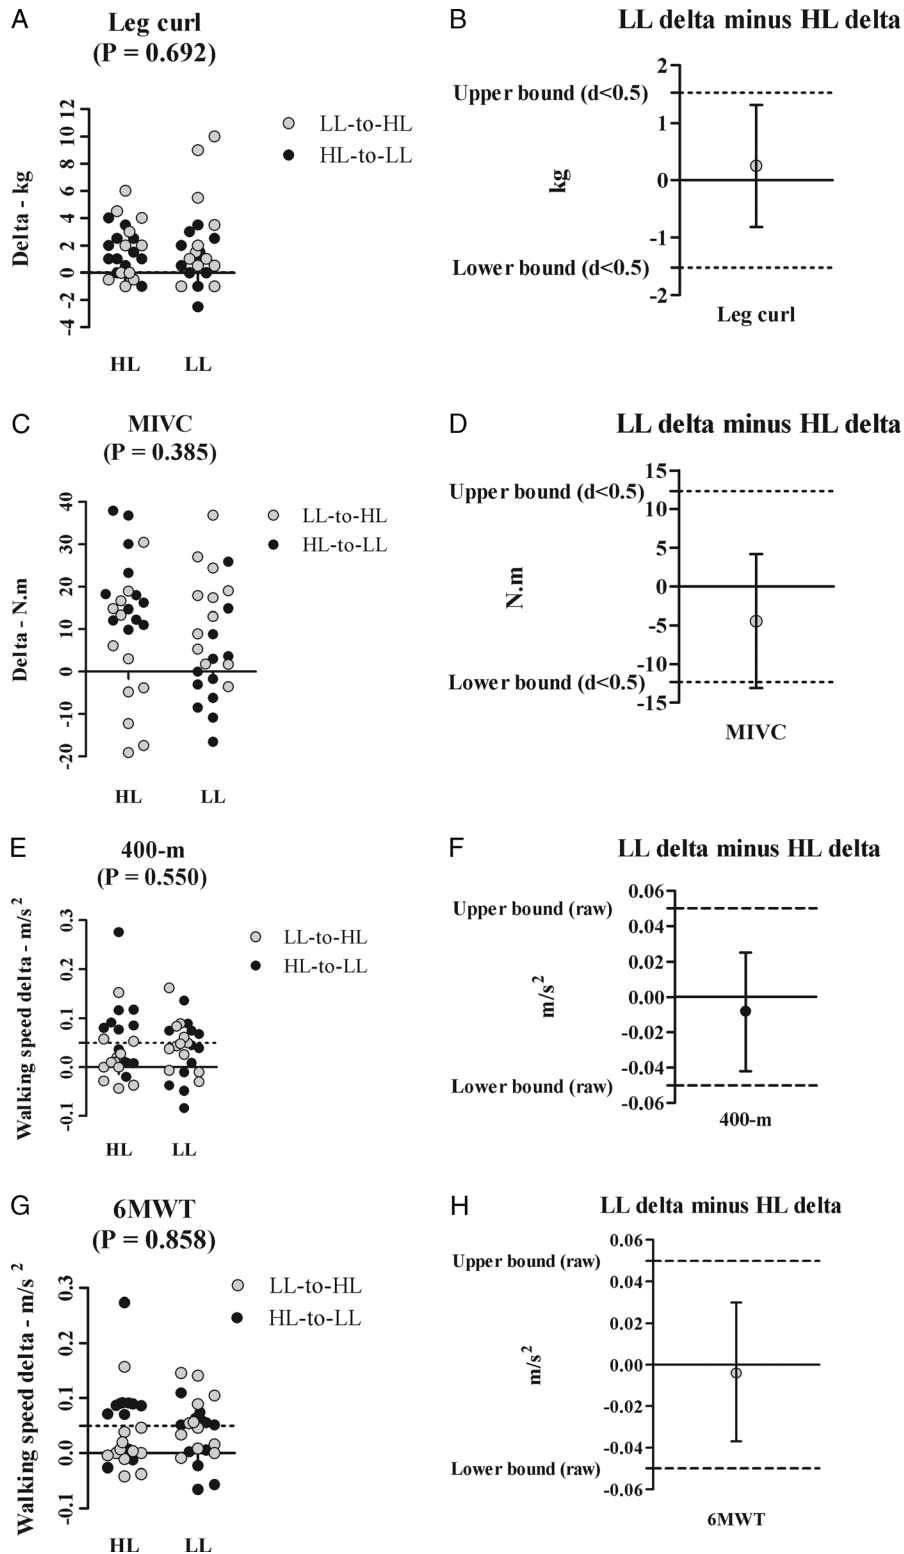 A
Leg curl
(P = 0.692)
Delta - kg
12
10
8
6
4
2
0
-2
-4
HL
LL
LL-to-HL
HL-to-LL
B
LL delta minus HL delta
Upper bound (d<0.5)
Lower bound (d<0.5)
kg
2
1
0
-1
-2
Leg curl
C
MIVC
(P = 0.385)
Delta - N.m
40
30
20
10
0
-10
-20
HL
LL
LL-to-HL
HL-to-LL
D
LL delta minus HL delta
Upper bound (d<0.5)
Lower bound (d<0.5)
N.m
15
10
5
0
-5
-10
-15
MIVC
E
400-m
(P = 0.550)
Walking speed delta - m/s²
0.3
0.2
0.1
0.0
-0.1
HL
LL
LL-to-HL
HL-to-LL
F
LL delta minus HL delta
Upper bound (raw)
Lower bound (raw)
m/s²
0.06
0.04
0.02
0.00
-0.02
-0.04
-0.06
400-m
G
6MWT
(P = 0.858)
Walking speed delta - m/s²
0.3
0.2
0.1
0.0
-0.1
HL
LL
LL-to-HL
HL-to-LL
H
LL delta minus HL delta
Upper bound (raw)
Lower bound (raw)
m/s²
0.06
0.04
0.02
0.00
-0.02
-0.04
-0.06
6MWT